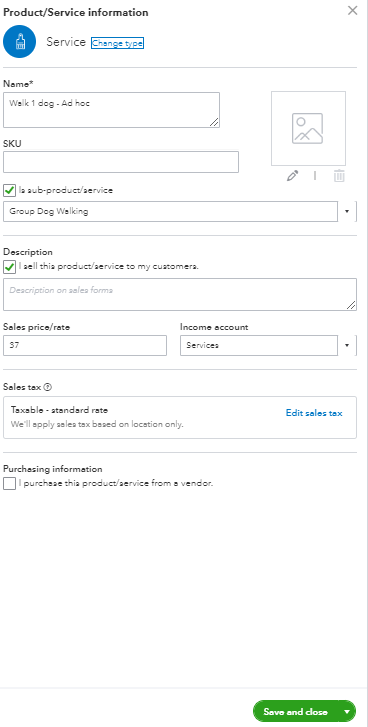 Product/Service information
Service Change type
Name*
Walk 1 dog - Ad hoc
SKU
Is sub-product/service
Group Dog Walking
Description
I sell this product/service to my customers.
Description on sales forms
Sales price/rate Income account
37 Services
Sales tax
Taxable - standard rate Edit sales tax
We'll apply sales tax based on location only.
Purchasing information
I purchase this product/service from a vendor.
Save and close